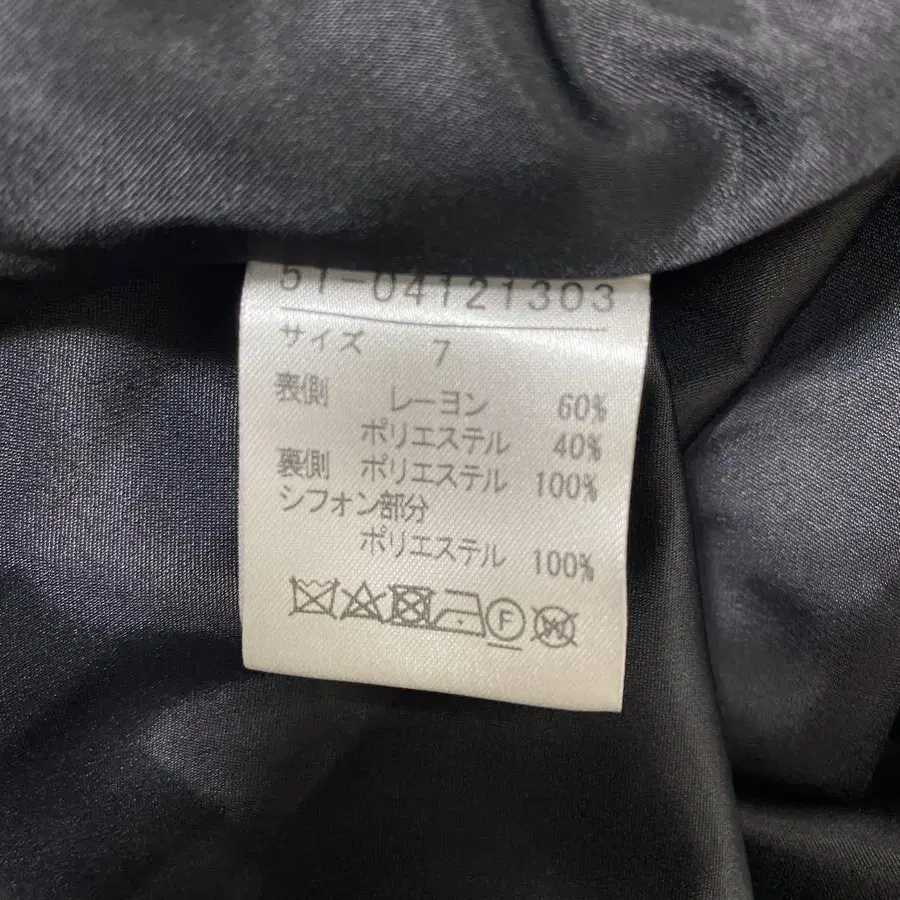 51-04121303
サイズ 7
表側 レーヨン 60%
ポリエステル 40%
裏側 ポリエステル 100%
シフォン部分
ポリエステル 100%
F W